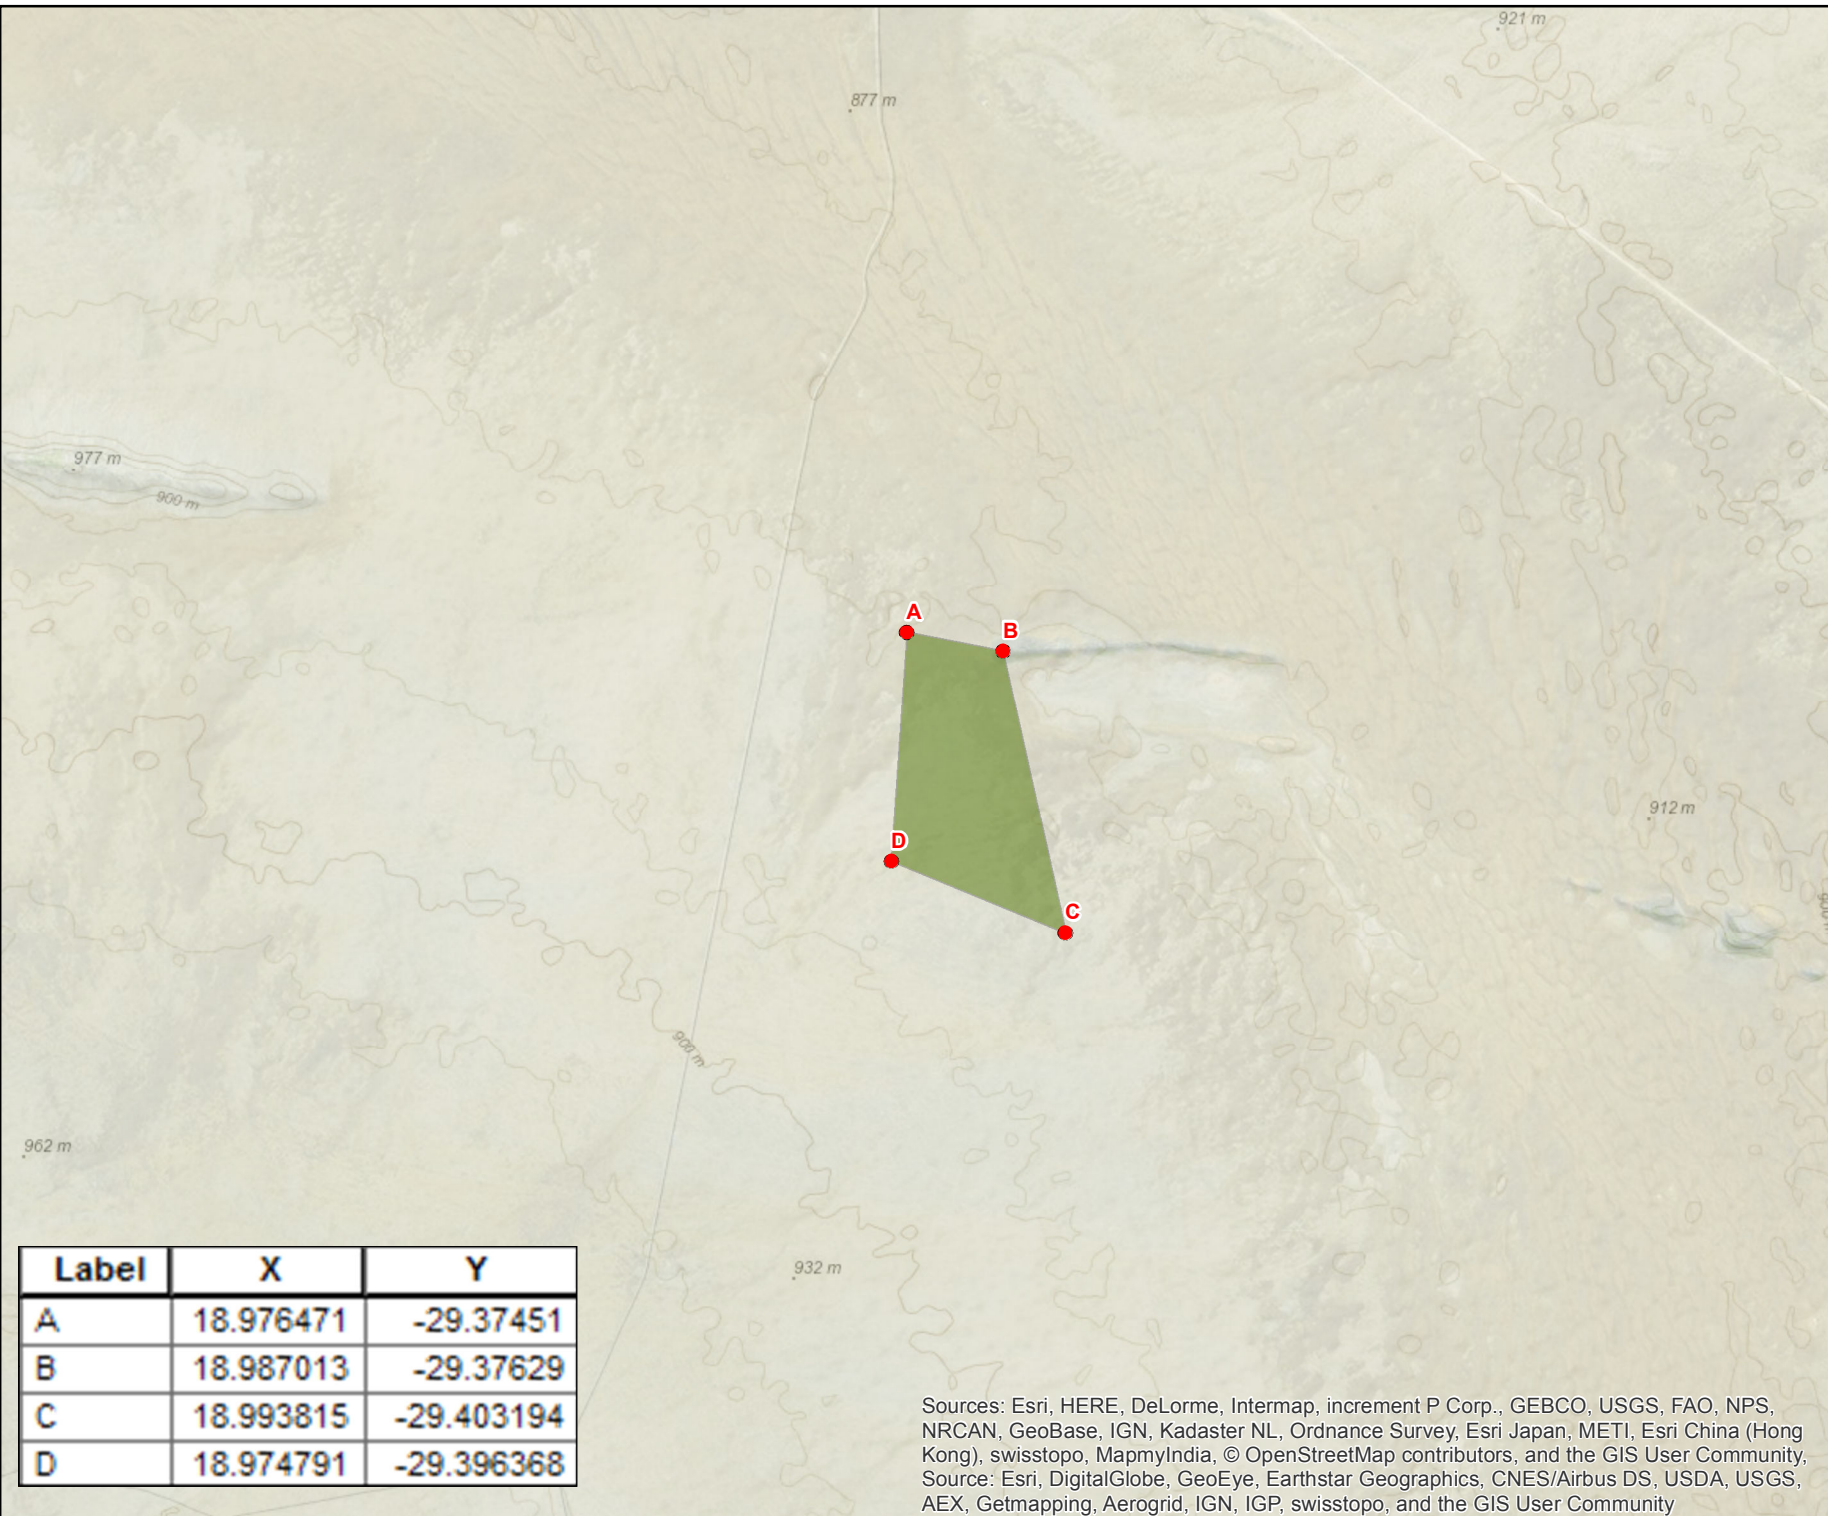 921 m
877 m
977 m
900 m
A
B
912 m
D
C
900 m
962 m
932 m
Label X Y
A 18.976471 -29.37451
B 18.987013 -29.37629
C 18.993815 -29.403194
D 18.974791 -29.396368
Sources: Esri, HERE, DeLorme, Intermap, increment P Corp., GEBCO, USGS, FAO, NPS,
NRCAN, GeoBase, IGN, Kadaster NL, Ordnance Survey, Esri Japan, METI, Esri China (Hong
Kong), swisstopo, MapmyIndia, © OpenStreetMap contributors, and the GIS User Community,
Source: Esri, DigitalGlobe, GeoEye, Earthstar Geographics, CNES/Airbus DS, USDA, USGS,
AEX, Getmapping, Aerogrid, IGN, IGP, swisstopo, and the GIS User Community